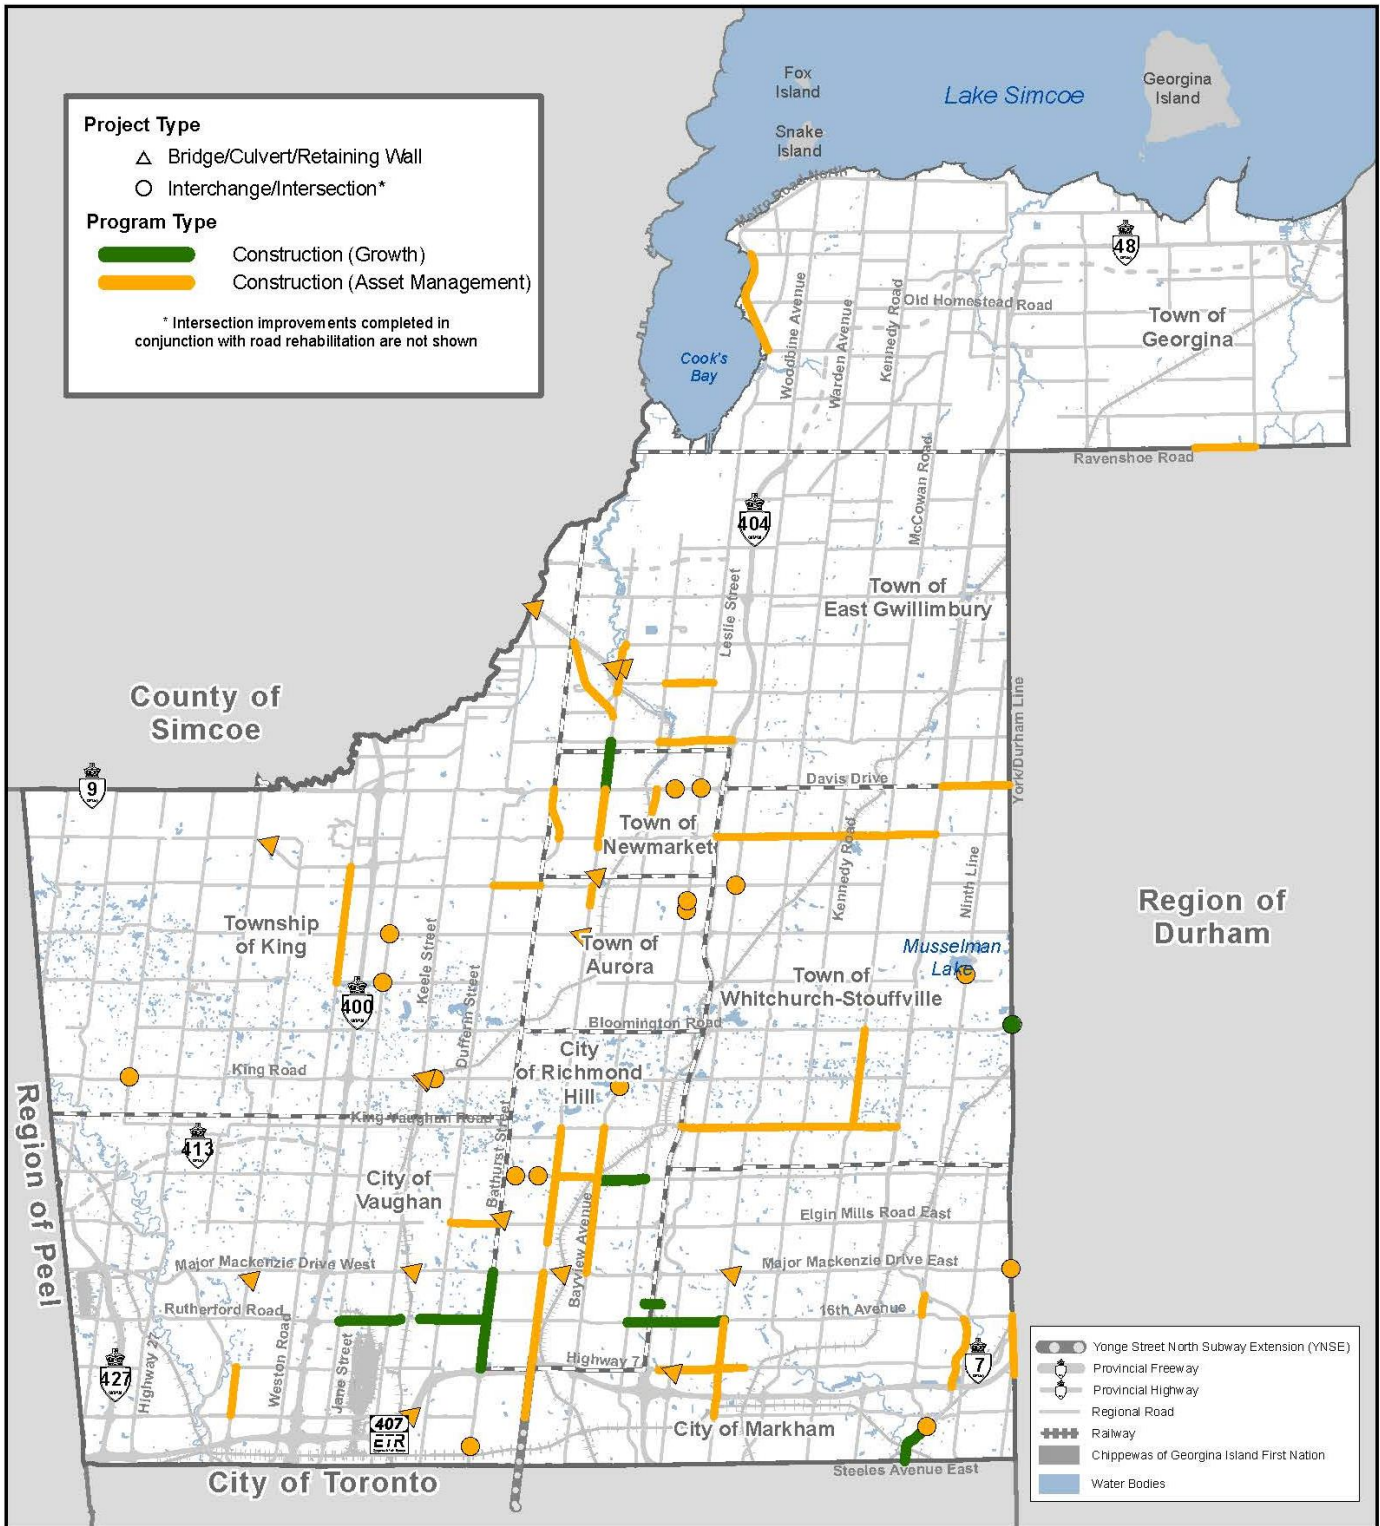 Project Type
Bridge/Culvert/Retaining Wall
Interchange/Intersection*
Program Type
Construction (Growth)
Construction (Asset Management)
* Intersection improvements completed in
conjunction with road rehabilitation are not shown
Fox
Island
Snake
Island
Lake Simcoe
Georgina
Island
Metro Road North
48
Old Homestead Road
Town of
Georgina
Woodbine Avenue
Warden Avenue
Kennedy Road
Cook's
Bay
McCowan Road
Ravenshoe Road
404
Leslie Street
Town of
East Gwillimbury
County of
Simcoe
York/Durham Line
9
Davis Drive
Town of
Newmarket
Kennedy Road
Ninth Line
Region of
Durham
Township
of King
Keele Street
Dufferin Street
Town of
Aurora
Musselman
Lake
Town of
Whitchurch-Stouffville
400
Bloomington Road
City
of Richmond
Hill
King Road
King-Vaughan Road
Region of Peel
413
City of
Vaughan
Bathurst Street
Bayview Avenue
Elgin Mills Road East
Major Mackenzie Drive West
Major Mackenzie Drive East
Rutherford Road
16th Avenue
Highway 27
Weston Road
Jane Street
Highway 7
7
427
407
ETR
City of Markham
City of Toronto
Steeles Avenue East
Yonge Street North Subway Extension (YNSE)
Provincial Freeway
Provincial Highway
Regional Road
Railway
Chippewas of Georgina Island First Nation
Water Bodies